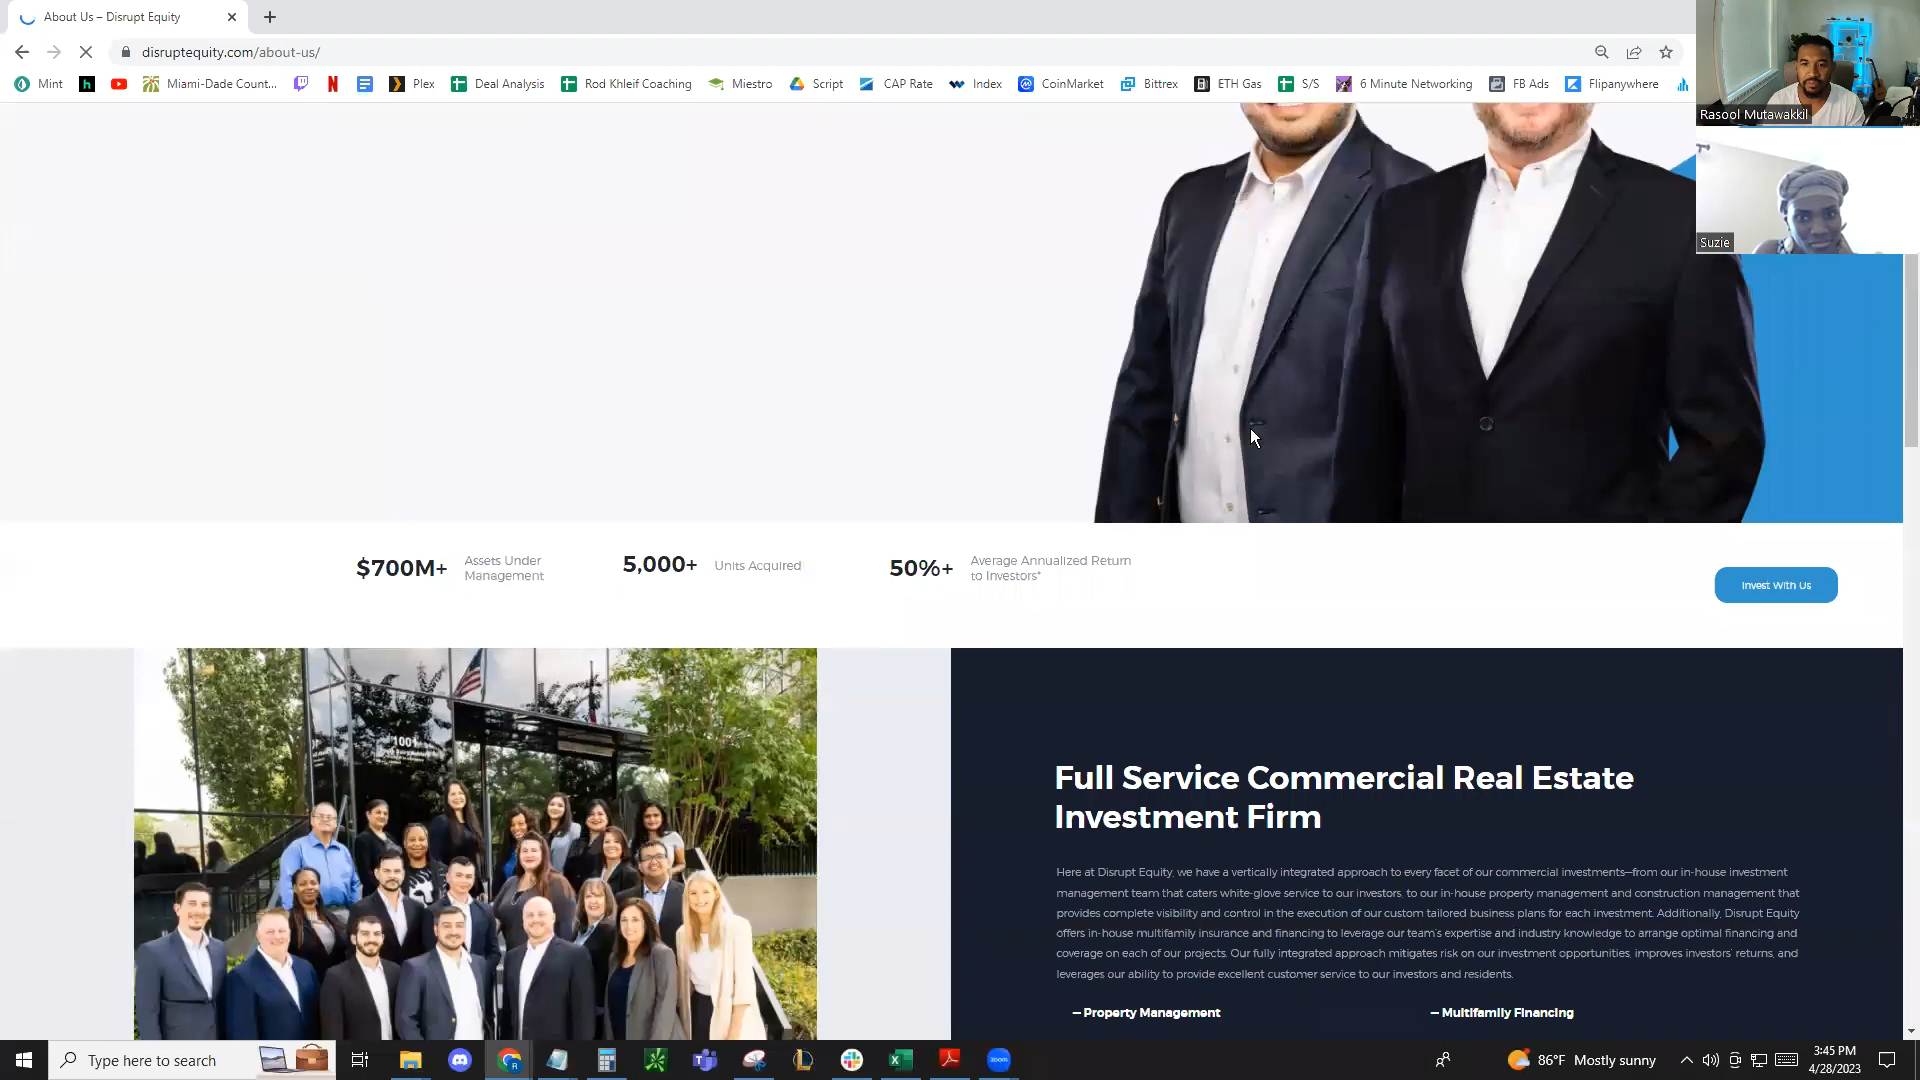 About Us – Disrupt Equity
disruptequity.com/about-us/
Mint
h
Miami-Dade Count...
N
Plex
Deal Analysis
Rod Khleif Coaching
Miestro
Script
CAP Rate
Index
CoinMarket
Bittrex
ETH Gas
S/S
6 Minute Networking
FB Ads
Flipanywhere
Rasool Mutawakkil
Suzie
$700M+
Assets Under
Management
5,000+
Units Acquired
50%+
Average Annualized Return
to Investors*
Invest With Us
1001
Full Service Commercial Real Estate
Investment Firm
Here at Disrupt Equity, we have a vertically integrated approach to every facet of our commercial investments—from our in-house investment
management team that caters white-glove service to our investors, to our in-house property management and construction management that
provides complete visibility and control in the execution of our custom tailored business plans for each investment. Additionally, Disrupt Equity
offers in-house multifamily insurance and financing to leverage our team's expertise and industry knowledge to arrange optimal financing and
coverage on each of our projects. Our fully integrated approach mitigates risk on our investment opportunities, improves investors' returns, and
leverages our ability to provide excellent customer service to our investors and residents.
– Property Management
– Multifamily Financing
Type here to search
zoom
86°F Mostly sunny
3:45 PM
4/28/2023